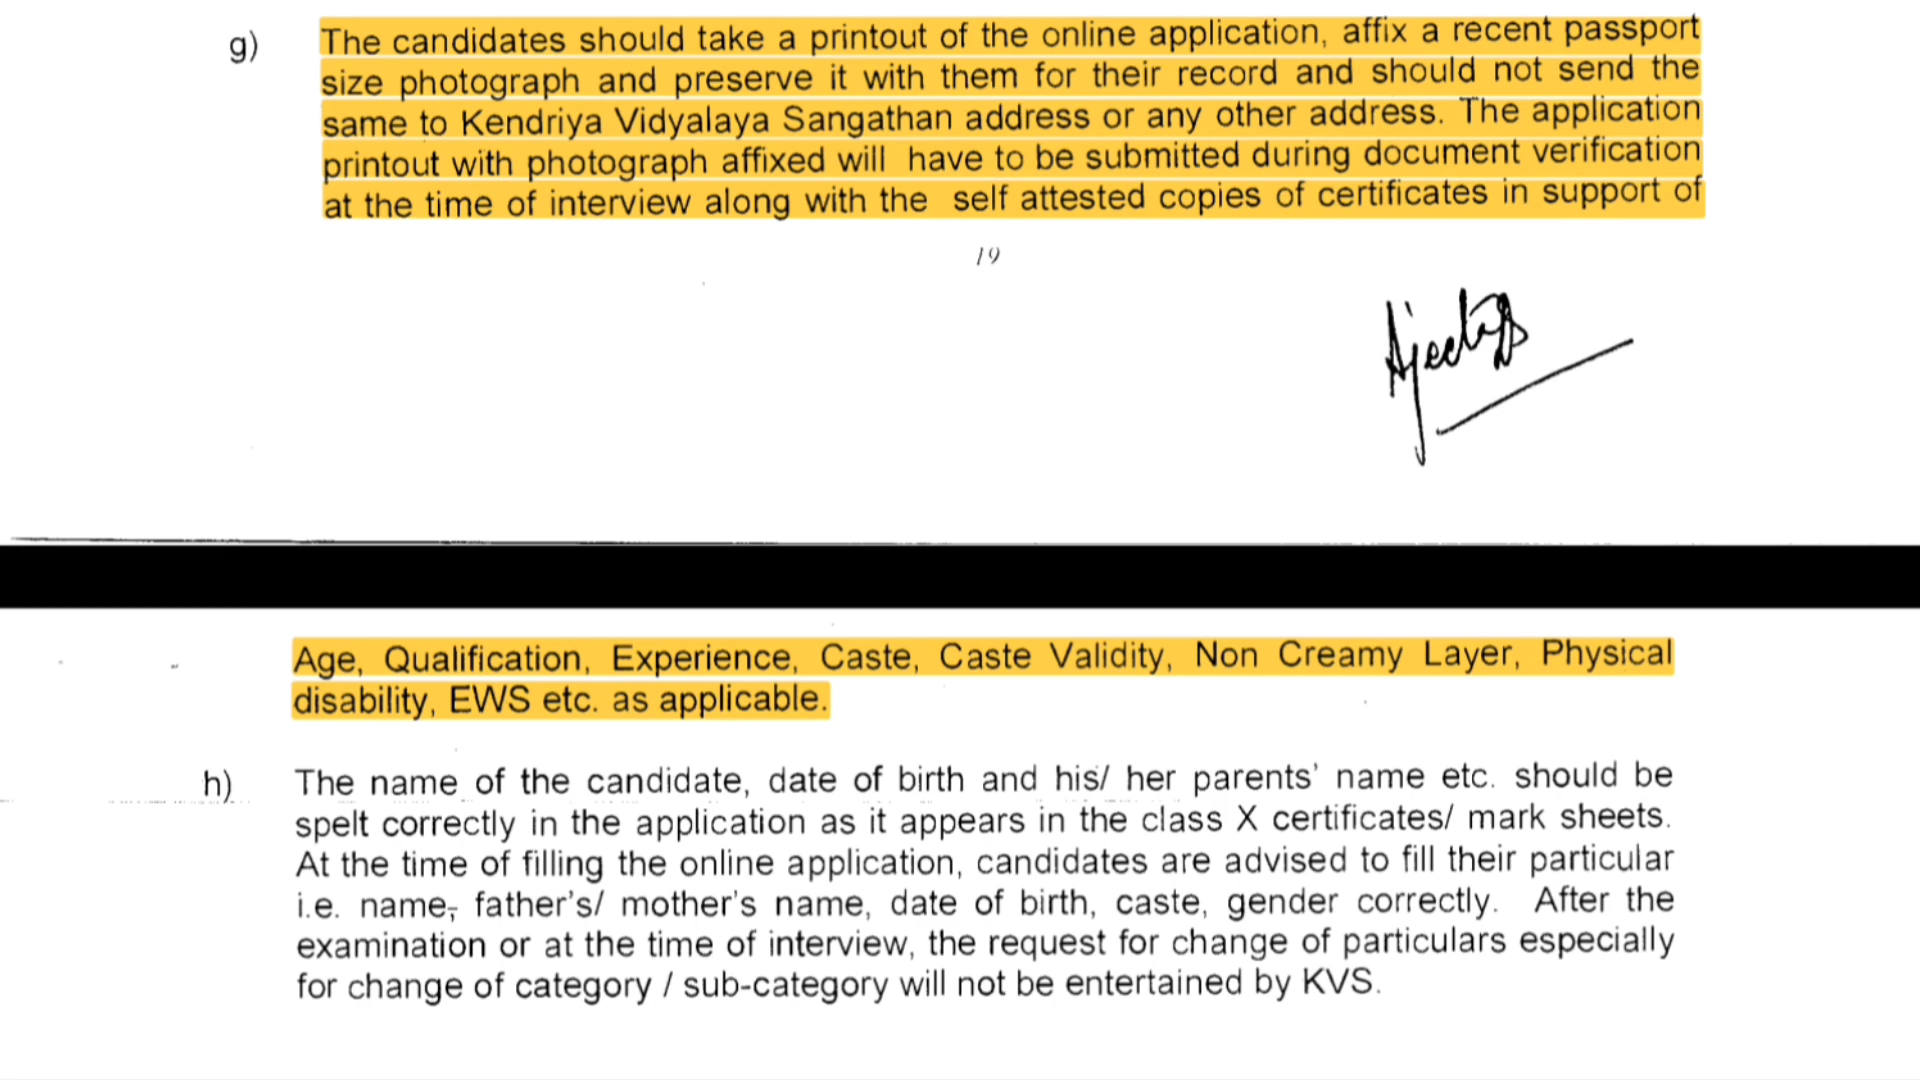 g) The candidates should take a printout of the online application, affix a recent passport
size photograph and preserve it with them for their record and should not send the
same to Kendriya Vidyalaya Sangathan address or any other address. The application
printout with photograph affixed will have to be submitted during document verification
at the time of interview along with the self attested copies of certificates in support of
19
Age, Qualification, Experience, Caste, Caste Validity, Non Creamy Layer, Physical
disability, EWS etc. as applicable.
h) The name of the candidate, date of birth and his/ her parents' name etc. should be
spelt correctly in the application as it appears in the class X certificates/ mark sheets.
At the time of filling the online application, candidates are advised to fill their particular
i.e. name, father's/ mother's name, date of birth, caste, gender correctly. After the
examination or at the time of interview, the request for change of particulars especially
for change of category / sub-category will not be entertained by KVS.